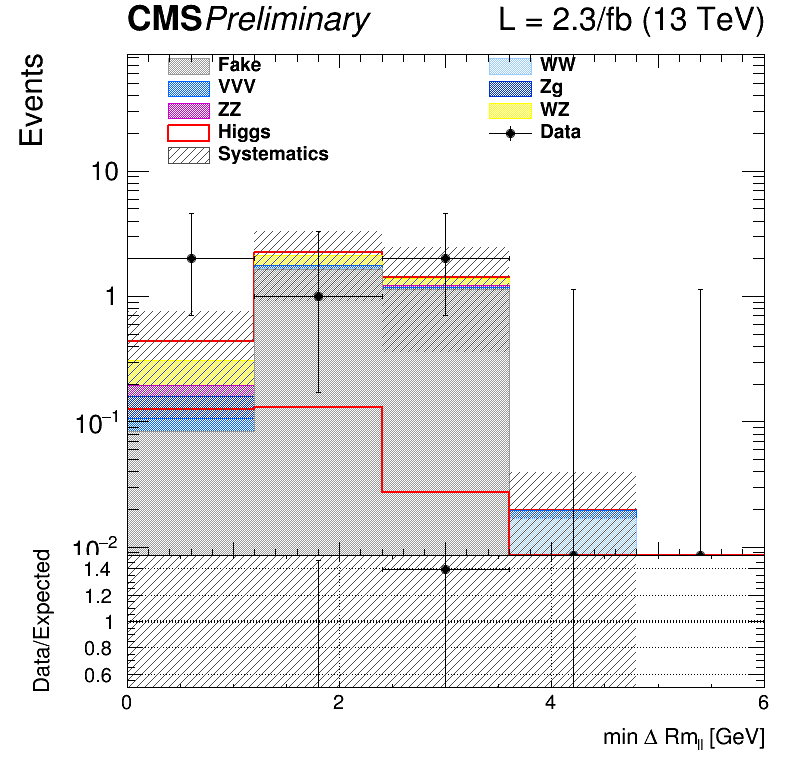 CMS Preliminary L = 2.3/fb (13 TeV)
Events
Fake WW
VVV Zg
ZZ WZ
Higgs Data
Systematics
10
1
10⁻¹
10⁻²
Data/Expected
1.4
1.2
1
0.8
0.6
0 2 4 6
min Δ Rm_ll [GeV]